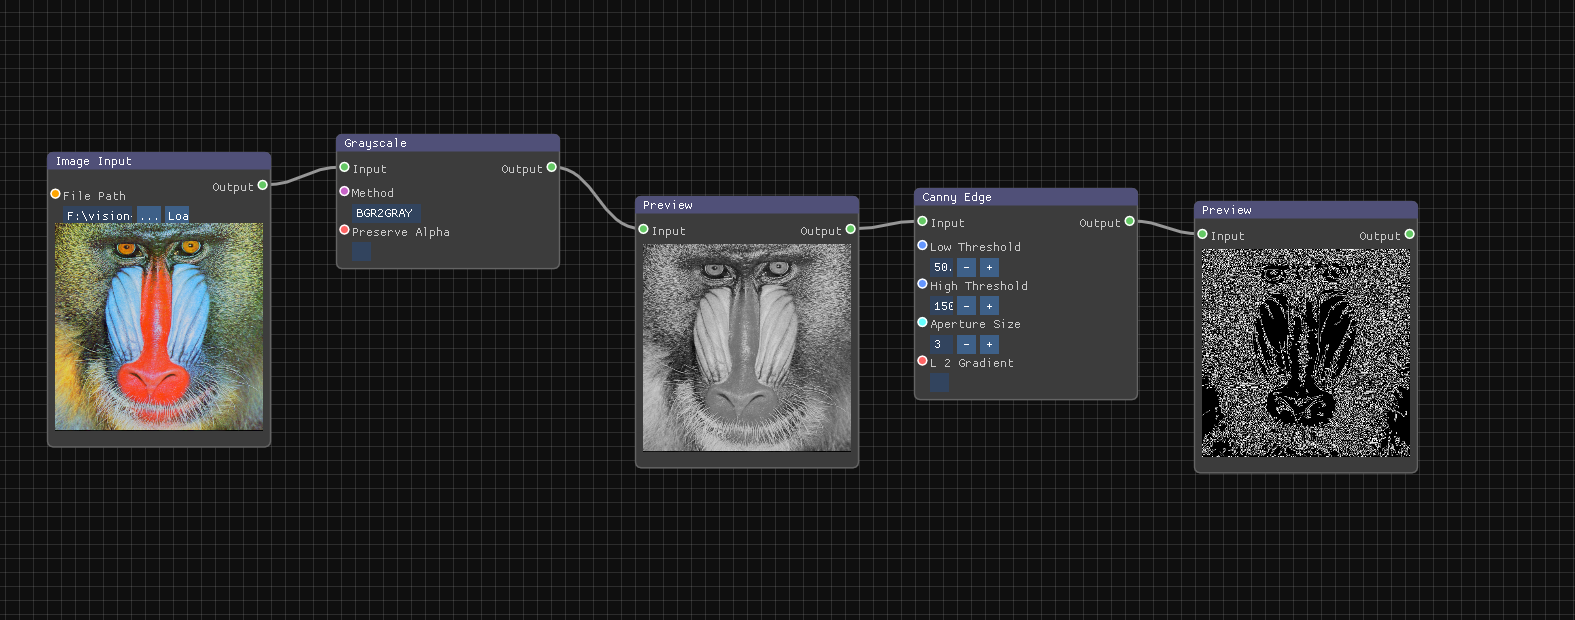 Image Input
Output
File Path
F:\vision- ... Loa
Grayscale
Input Output
Method
BGR2GRAY
Preserve Alpha
Preview
Input Output
Canny Edge
Input Output
Low Threshold
50. - +
High Threshold
150 - +
Aperture Size
3 - +
L 2 Gradient
Preview
Input Output